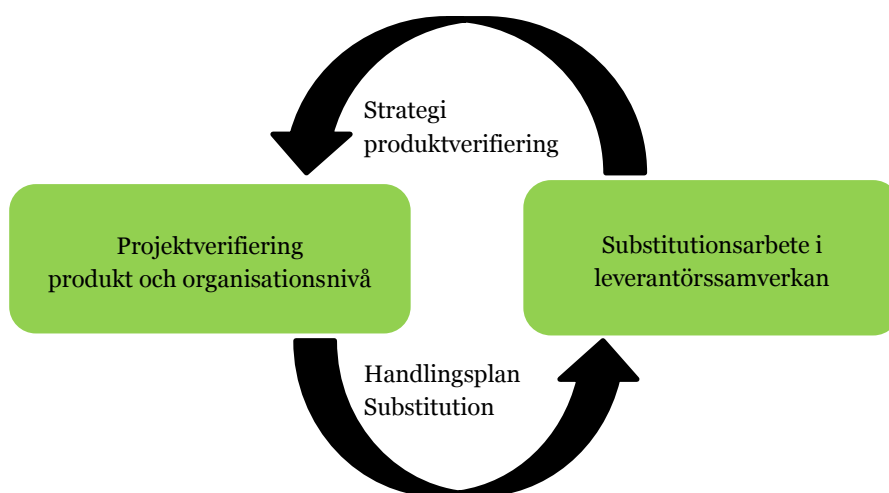 Strategi
produktverifiering
Projektverifiering
produkt och organisationsnivå
Substitutionsarbete i
leverantörssamverkan
Handlingsplan
Substitution